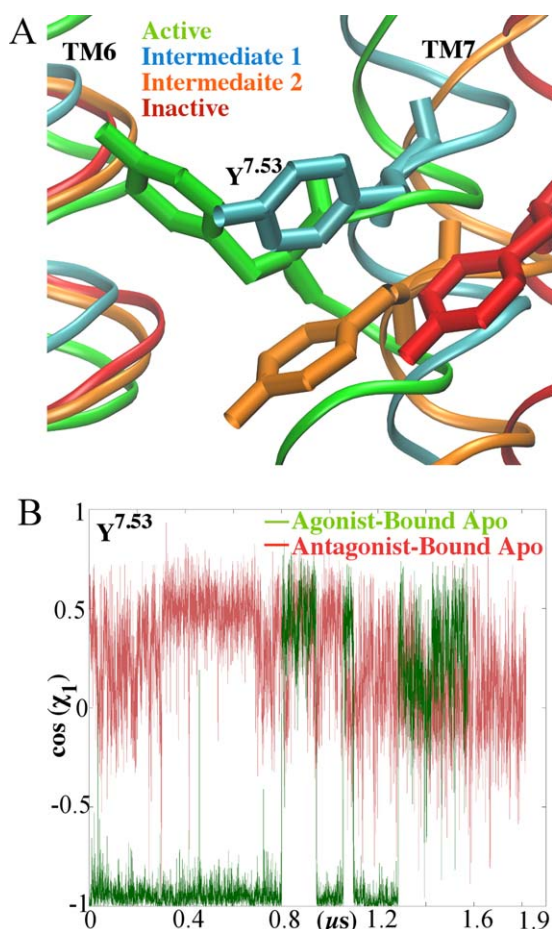 A
TM6
Active
Intermediate 1
Intermedaite 2
Inactive
TM7
Y7.53
B
Y7.53
Agonist-Bound Apo
Antagonist-Bound Apo
cos (χ1)
1
0.5
0
-0.5
-1
0 0.4 0.8 (μs) 1.2 1.6 1.9